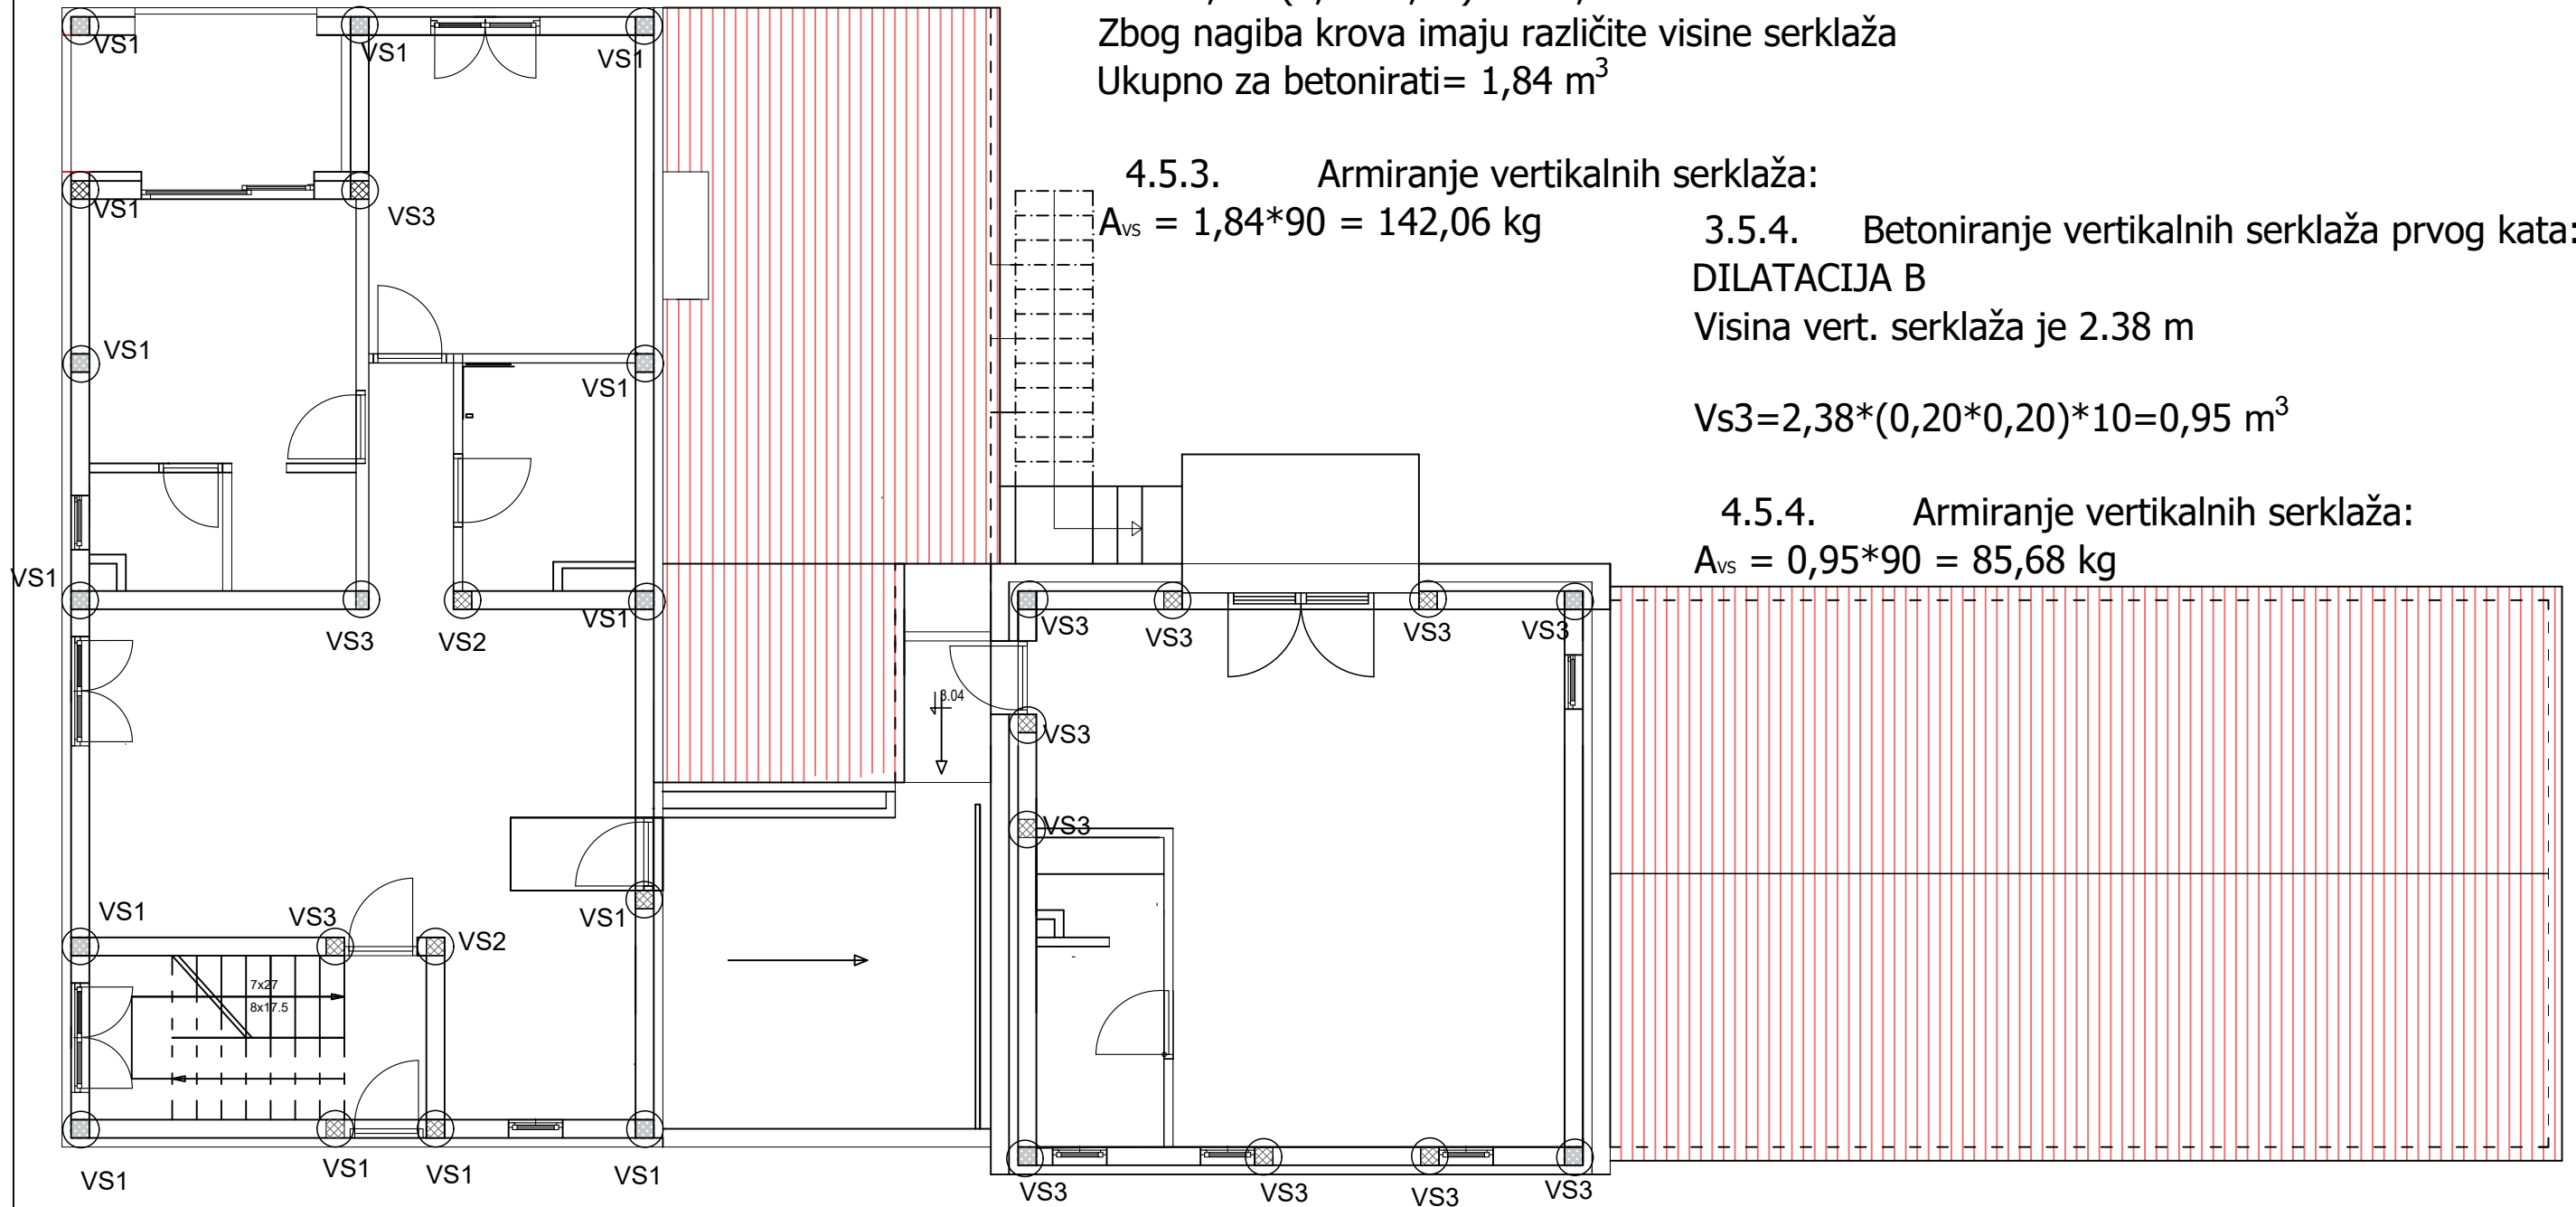 Zbog nagiba krova imaju različite visine serklaža
Ukupno za betonirati= 1,84 m³
4.5.3. Armiranje vertikalnih serklaža:
Avs = 1,84*90 = 142,06 kg
3.5.4. Betoniranje vertikalnih serklaža prvog kata:
DILATACIJA B
Visina vert. serklaža je 2.38 m
Vs3=2,38*(0,20*0,20)*10=0,95 m³
4.5.4. Armiranje vertikalnih serklaža:
Avs = 0,95*90 = 85,68 kg
VS1
VS1
VS1
VS1
VS3
VS1
VS1
VS1
VS3
VS2
VS1
VS3
VS3
VS3
VS3
3.04
VS3
VS3
VS1
VS3
VS2
VS1
7x27
8x17.5
VS1
VS1
VS1
VS1
VS3
VS3
VS3
VS3